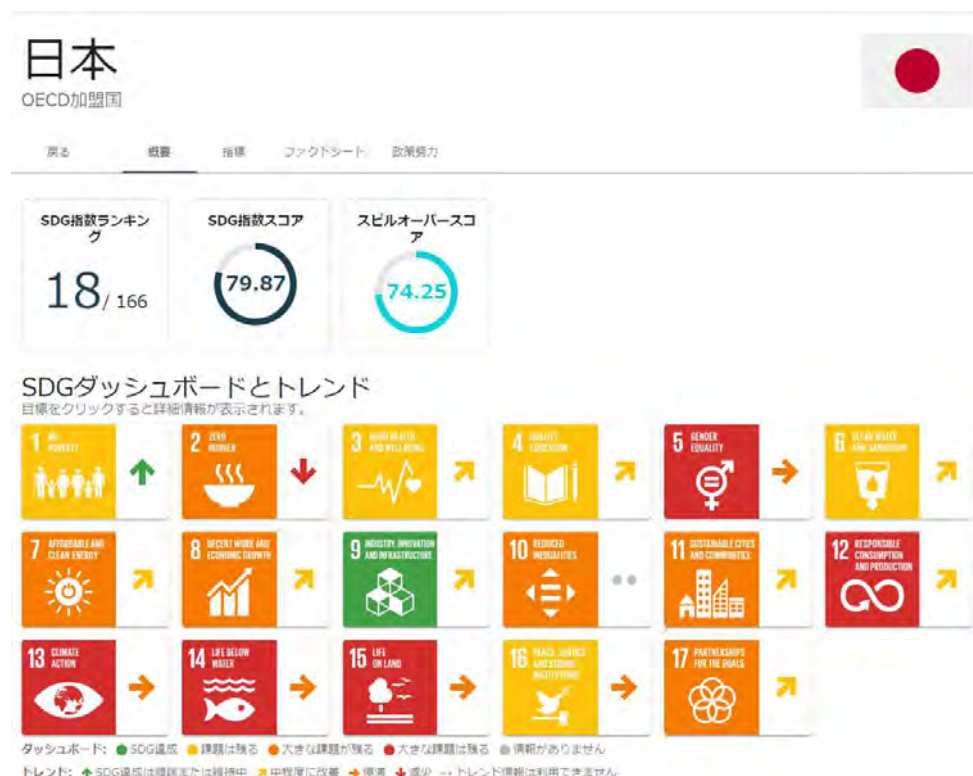 日本
OECD加盟国
戻る 概要 指標 ファクトシート 政策努力
SDG指数ランキン
グ
18/ 166
SDG指数スコア
79.87
スピルオーバースコ
ア
74.25
SDGダッシュボードとトレンド
目標をクリックすると詳細情報が表示されます。
1 NO
POVERTY
2 ZERO
HUNGER
3 GOOD HEALTH
AND WELL-BEING
4 QUALITY
EDUCATION
5 GENDER
EQUALITY
6 CLEAN WATER
AND SANITATION
7 AFFORDABLE AND
CLEAN ENERGY
8 DECENT WORK AND
ECONOMIC GROWTH
9 INDUSTRY, INNOVATION
AND INFRASTRUCTURE
10 REDUCED
INEQUALITIES
11 SUSTAINABLE CITIES
AND COMMUNITIES
12 RESPONSIBLE
CONSUMPTION
AND PRODUCTION
13 CLIMATE
ACTION
14 LIFE BELOW
WATER
15 LIFE
ON LAND
16 PEACE, JUSTICE
AND STRONG
INSTITUTIONS
17 PARTNERSHIPS
FOR THE GOALS
ダッシュボード: SDG達成 課題は残る 大きな課題が残る 大きな課題は残る 情報がありません
トレンド: SDG達成は順調または維持中 中程度に改善 停滞 減少 トレンド情報は利用できません